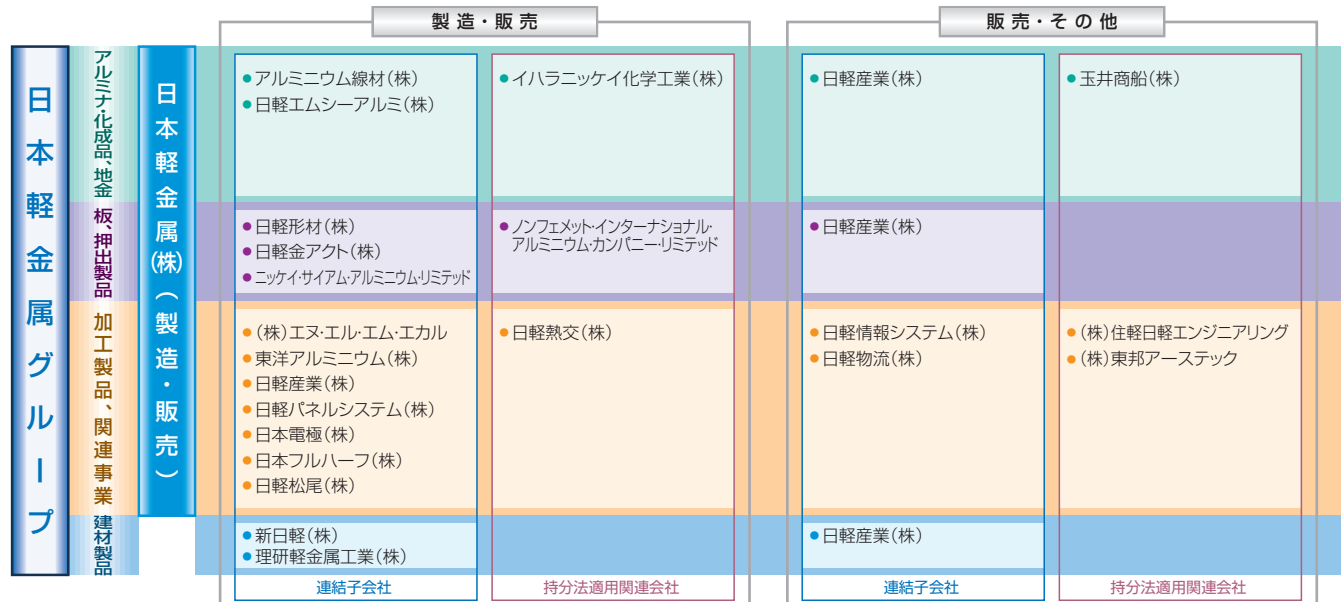 製造・販売
販売・その他
日本軽金属グループ
アルミナ・化成品、地金
日本軽金属(株)(製造・販売)
●アルミニウム線材(株)
●日軽エムシーアルミ(株)
●イハラニッケイ化学工業(株)
●日軽産業(株)
●玉井商船(株)
板、押出製品
●日軽形材(株)
●日軽金アクト(株)
●ニッケイ・サイアム・アルミニウム・リミテッド
●ノンフェメット・インターナショナル・
アルミニウム・カンパニー・リミテッド
●日軽産業(株)
加工製品、関連事業
●(株)エヌ・エル・エム・エカル
●東洋アルミニウム(株)
●日軽産業(株)
●日軽パネルシステム(株)
●日本電極(株)
●日本フルハーフ(株)
●日軽松尾(株)
●日軽熱交(株)
●日軽情報システム(株)
●日軽物流(株)
●(株)住軽日軽エンジニアリング
●(株)東邦アーステック
建材製品
●新日軽(株)
●理研軽金属工業(株)
●日軽産業(株)
連結子会社
持分法適用関連会社
連結子会社
持分法適用関連会社